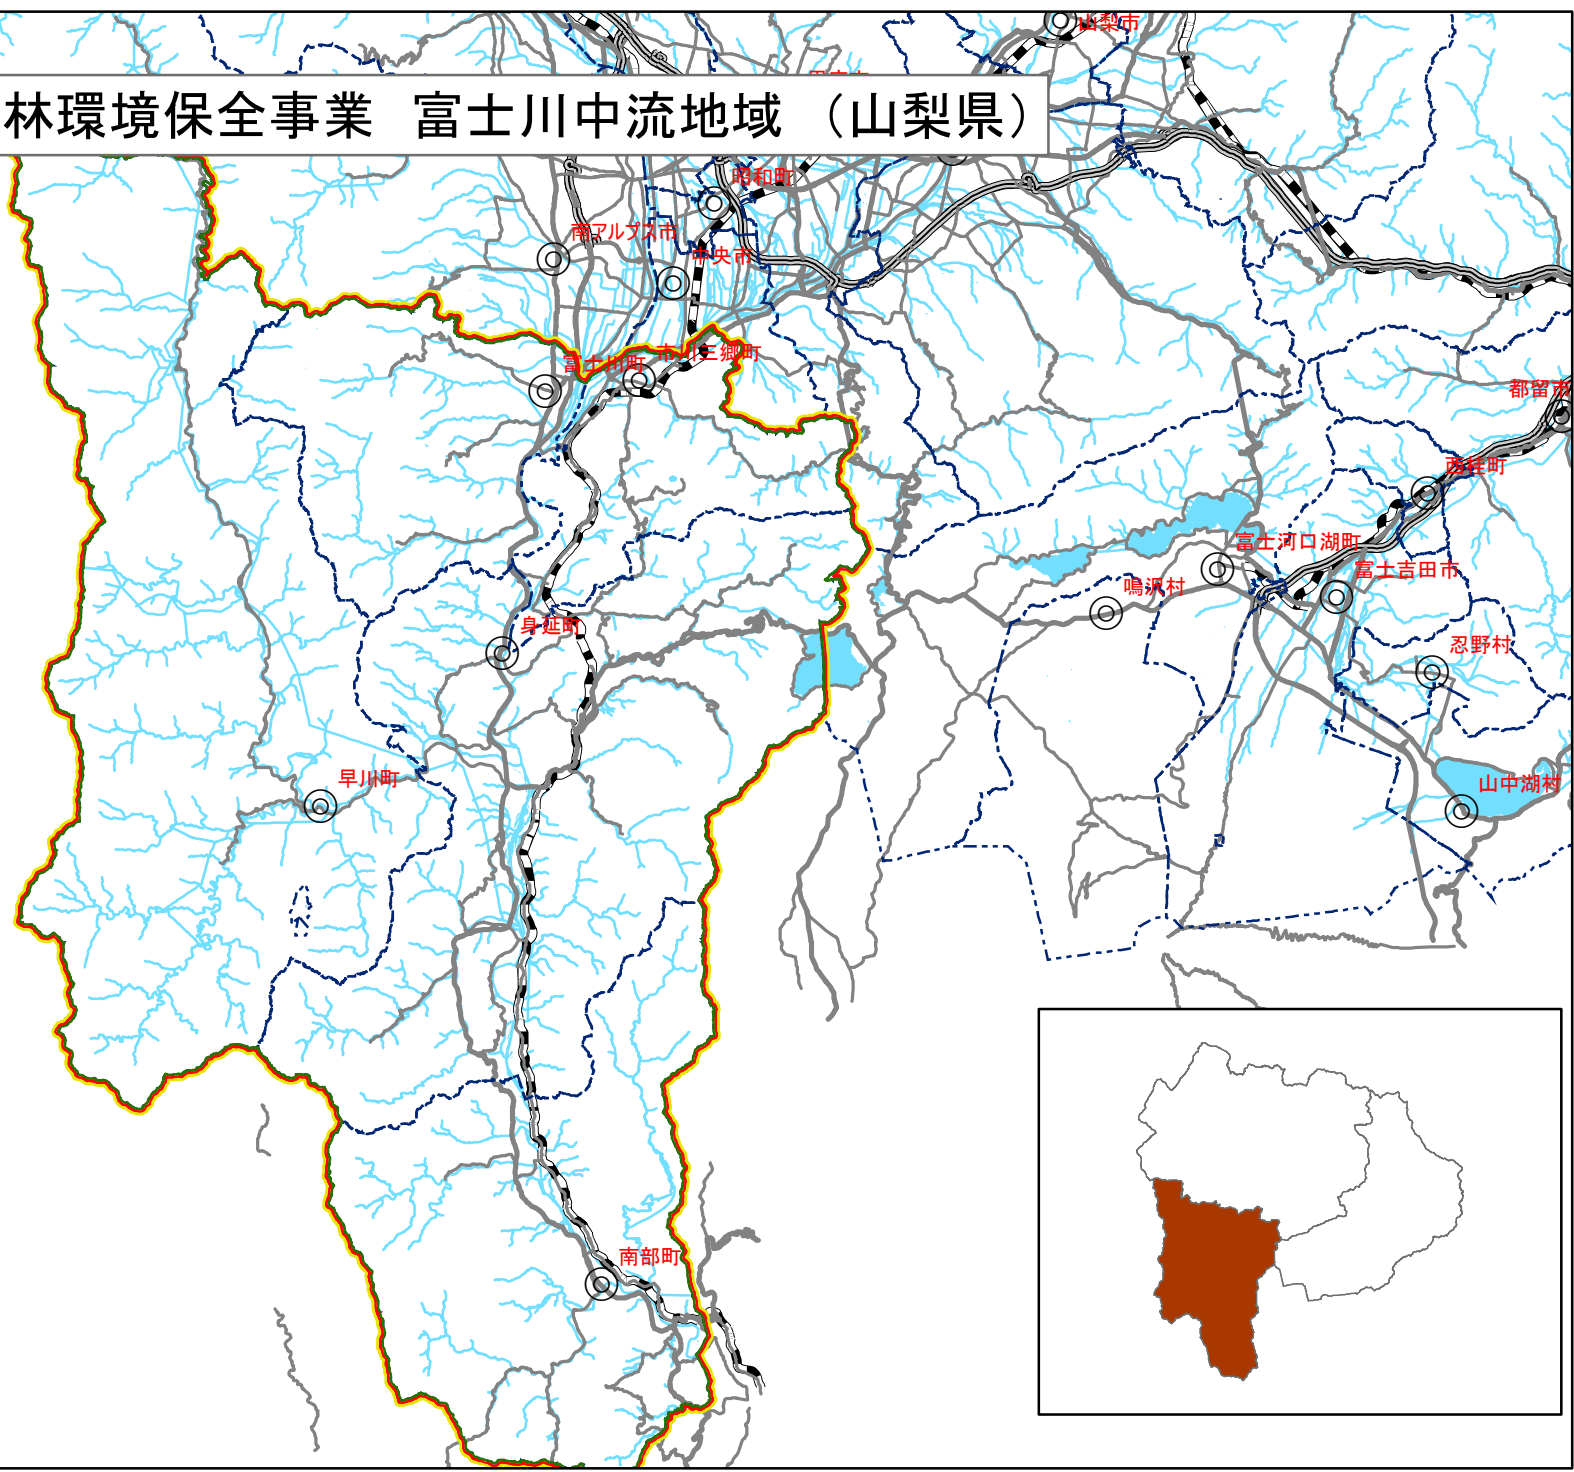 山梨市
林環境保全事業　富士川中流地域　（山梨県）
昭和町
南アルプス市
中央市
富士川町
市川三郷町
都留市
西桂町
富士河口湖町
富士吉田市
鳴沢村
身延町
忍野村
早川町
山中湖村
南部町